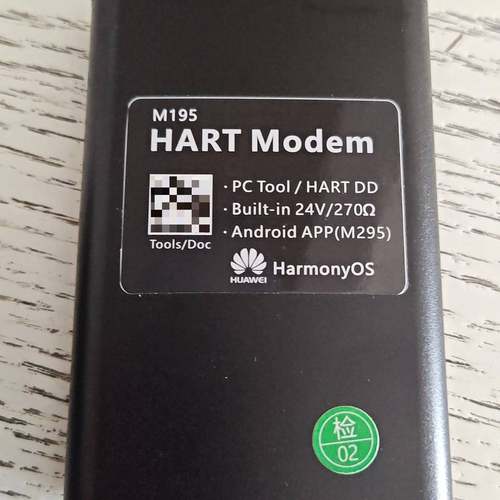 M195
HART Modem
· PC Tool / HART DD
· Built-in 24V/270Ω
· Android APP(M295)
Tools/Doc
HUAWEI HarmonyOS
检
02